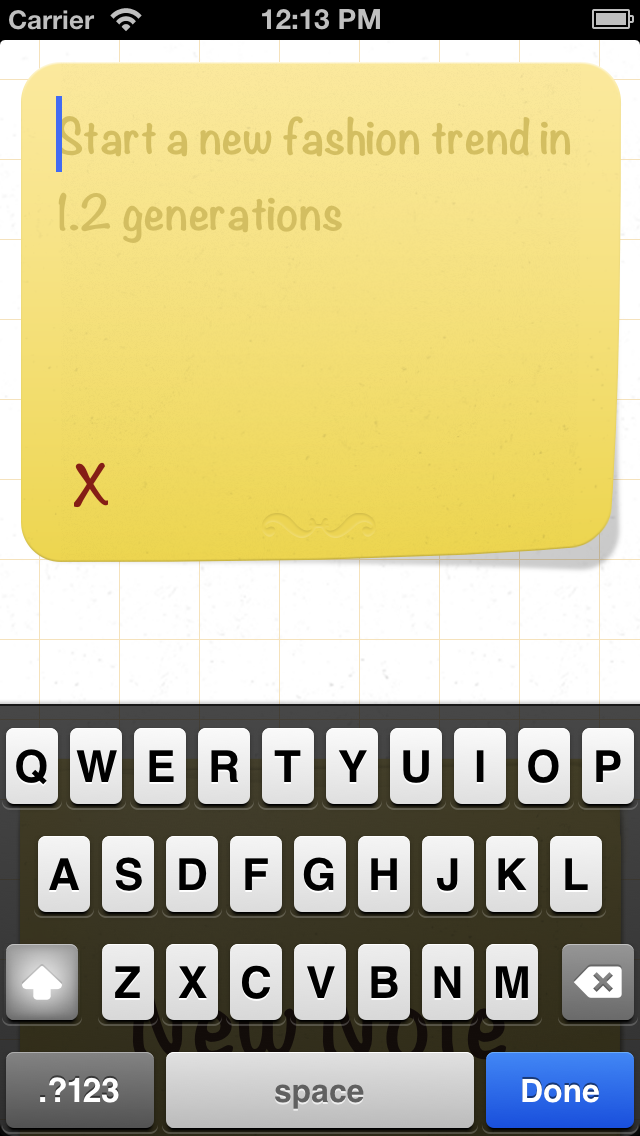 Carrier 12:13 PM
Start a new fashion trend in
1.2 generations
X
Q W E R T Y U I O P
A S D F G H J K L
Z X C V B N M
New Note
.?123 space Done